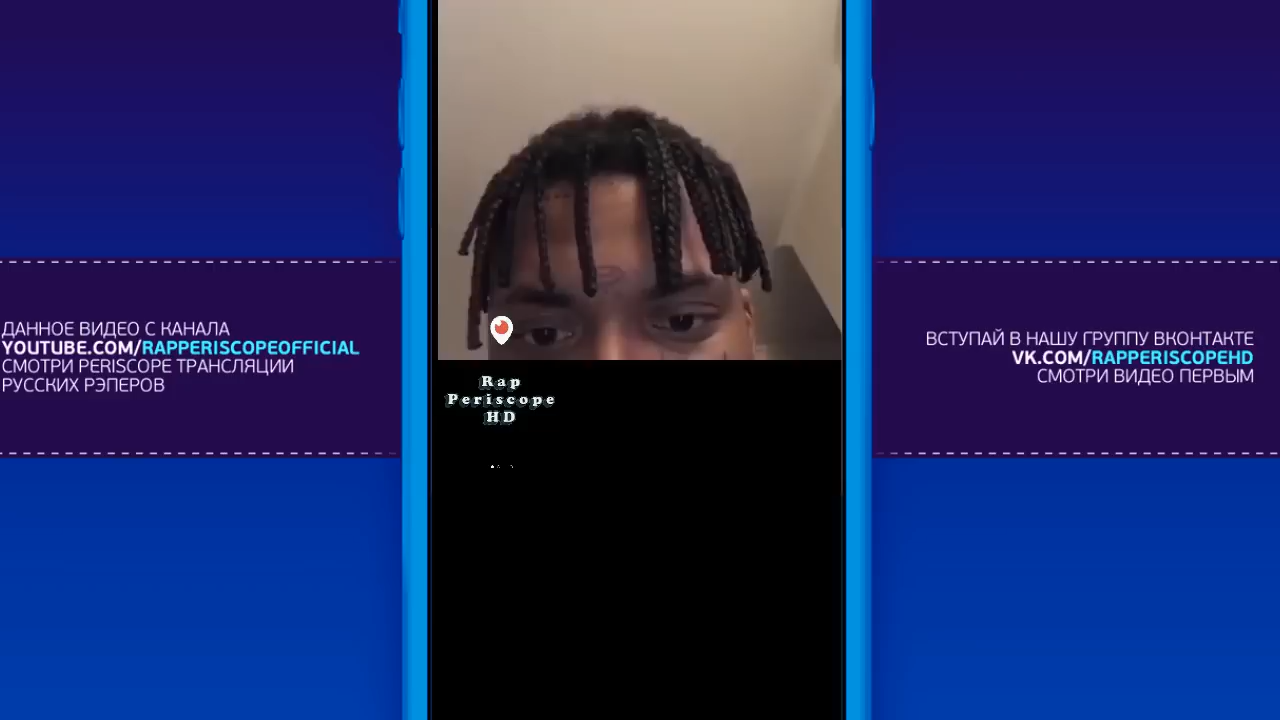 ДАННОЕ ВИДЕО С КАНАЛА
YOUTUBE.COM/RAPPERISCOPEOFFICIAL
СМОТРИ PERISCOPE ТРАНСЛЯЦИИ
РУССКИХ РЭПЕРОВ
Rap
Periscope
HD
ВСТУПАЙ В НАШУ ГРУППУ ВКОНТАКТЕ
VK.COM/RAPPERISCOPEHD
СМОТРИ ВИДЕО ПЕРВЫМ